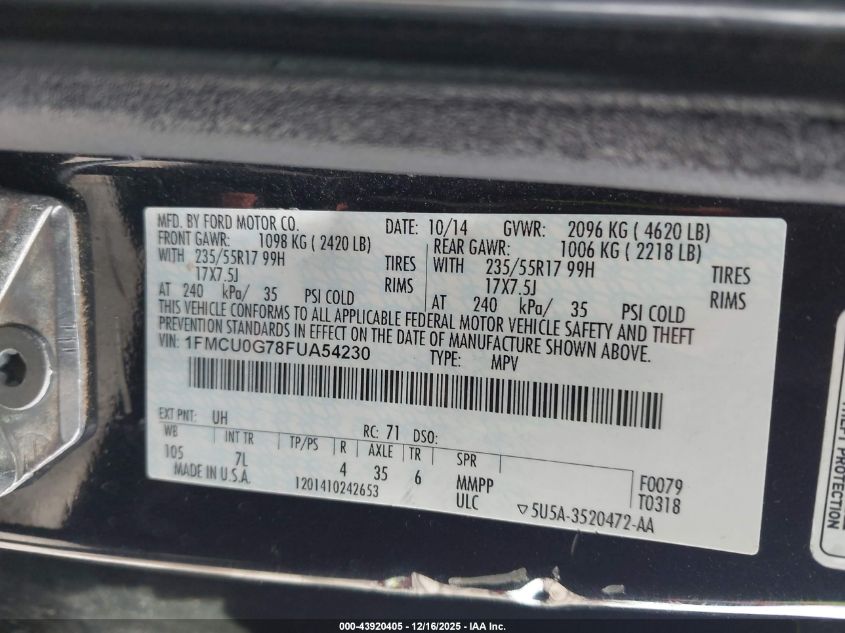 MFD. BY FORD MOTOR CO. DATE: 10/14 GVWR: 2096 KG ( 4620 LB)
FRONT GAWR: 1098 KG ( 2420 LB) REAR GAWR: 1006 KG ( 2218 LB)
WITH 235/55R17 99H TIRES WITH 235/55R17 99H TIRES
17X7.5J RIMS 17X7.5J RIMS
AT 240 kPa/ 35 PSI COLD AT 240 kPa/ 35 PSI COLD
THIS VEHICLE CONFORMS TO ALL APPLICABLE FEDERAL MOTOR VEHICLE SAFETY AND THEFT
PREVENTION STANDARDS IN EFFECT ON THE DATE OF MANUFACTURE SHOWN ABOVE.
VIN: 1FMCU0G78FUA54230 TYPE: MPV
EXT PNT: UH RC: 71 DSO:
WB INT TR TP/PS R AXLE TR SPR
105 7L 4 35 6 MMPP F0079
MADE IN U.S.A. 1201410242653 ULC T0318
▽5U5A-3520472-AA
000-43920405 - 12/16/2025 - IAA Inc.